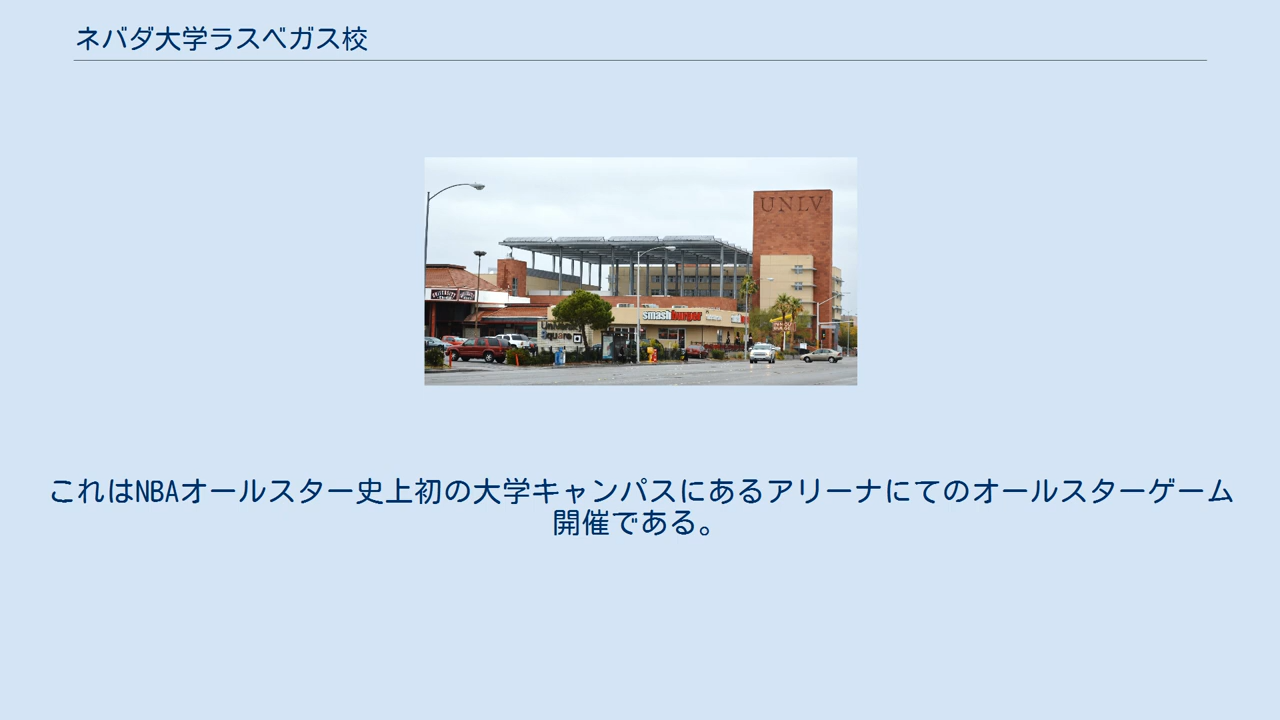 ネバダ大学ラスベガス校
UNLV
smashburger
これはNBAオールスター史上初の大学キャンパスにあるアリーナにてのオールスターゲーム
開催である。